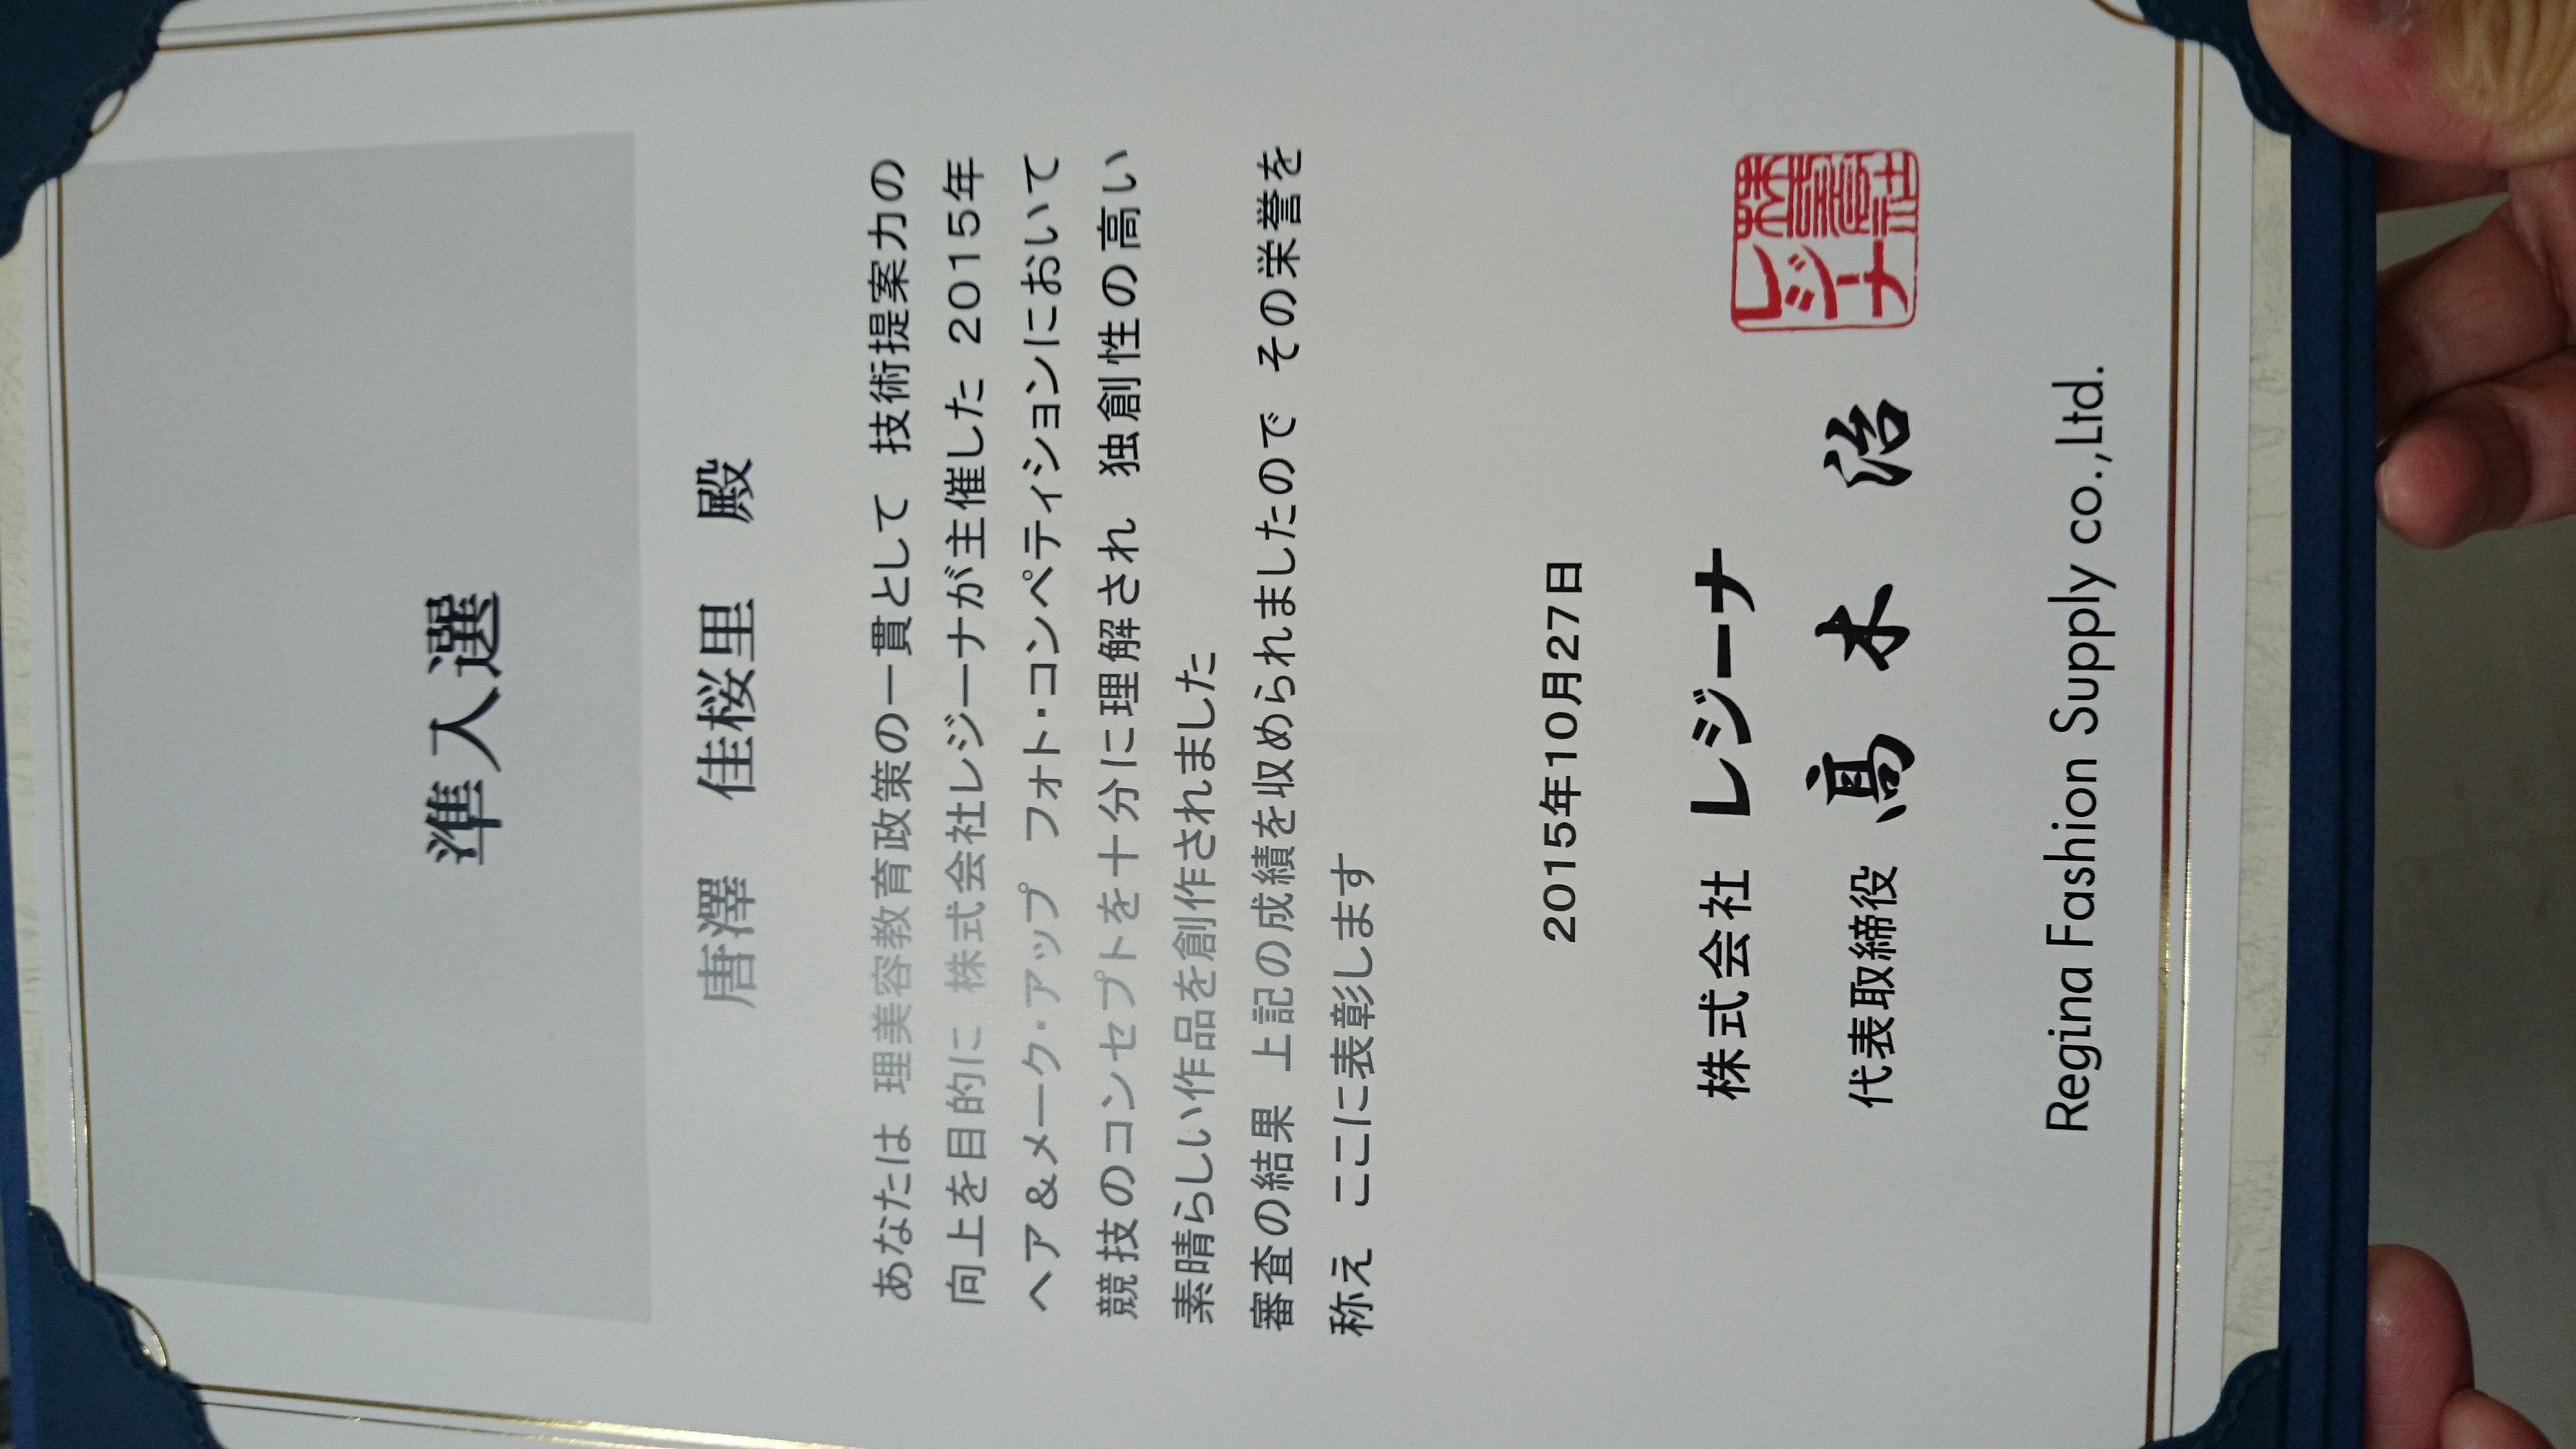 準入選
唐澤　佳桜里　殿
あなたは 理美容教育政策の一貫として 技術提案力の
向上を目的に 株式会社レジーナが主催した 2015年
ヘア＆メーク・アップ フォト・コンペティションにおいて
競技のコンセプトを十分に理解され 独創性の高い
素晴らしい作品を創作されました
審査の結果 上記の成績を収められましたので その栄誉を
称え ここに表彰します
2015年10月27日
株式会社 レジーナ
代表取締役 髙木 治
Regina Fashion Supply co.,Ltd.